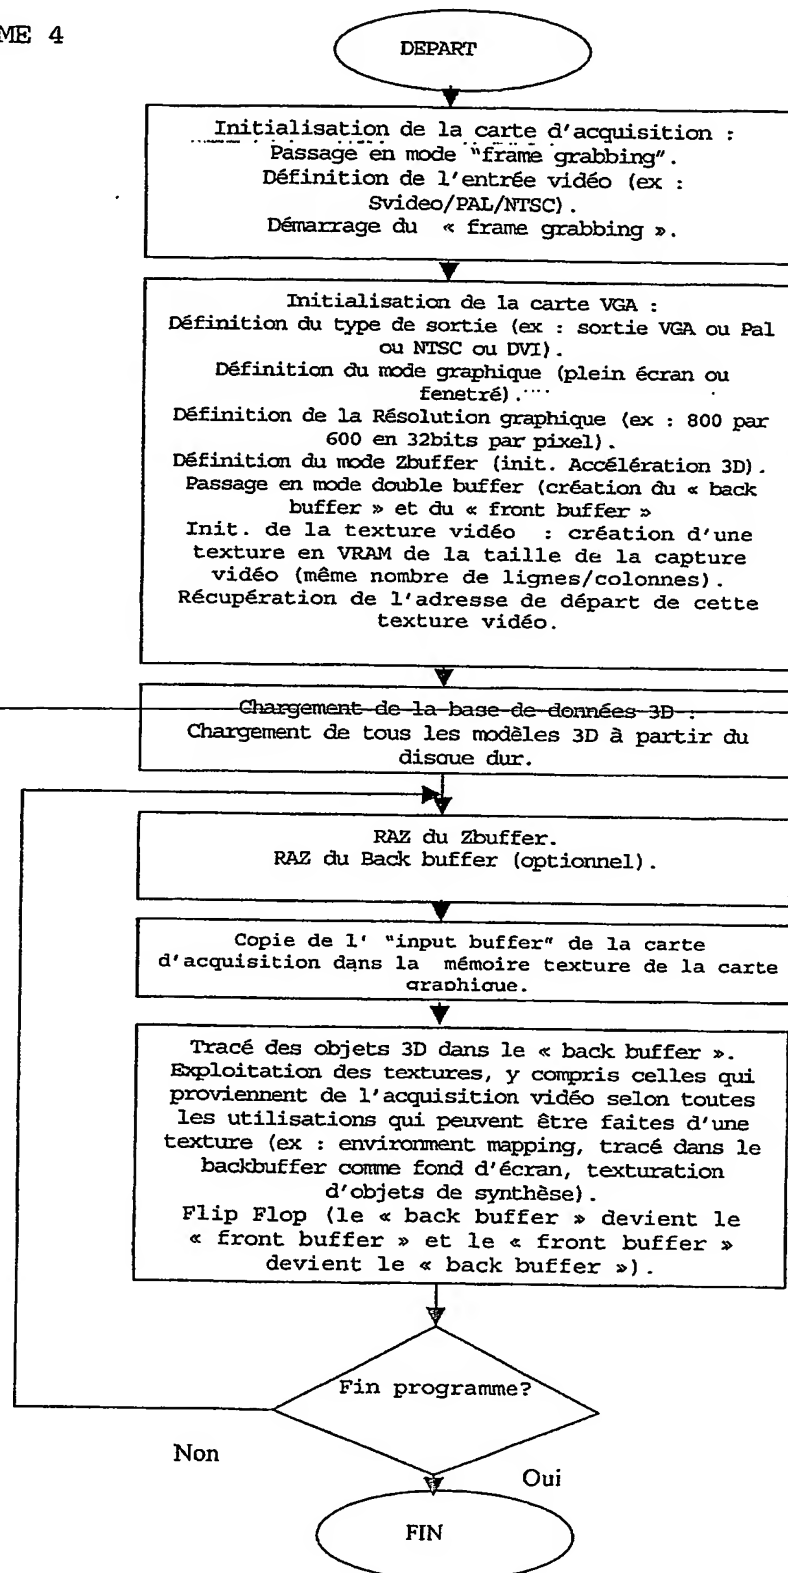 ME 4
DEPART
Initialisation de la carte d'acquisition :
Passage en mode "frame grabbing".
Définition de l'entrée vidéo (ex :
Svideo/PAL/NTSC).
Démarrage du « frame grabbing ».
Initialisation de la carte VGA :
Définition du type de sortie (ex : sortie VGA ou Pal
ou NTSC ou DVI).
Définition du mode graphique (plein écran ou
fenetré).
Définition de la Résolution graphique (ex : 800 par
600 en 32bits par pixel).
Définition du mode Zbuffer (init. Accélération 3D).
Passage en mode double buffer (création du « back
buffer » et du « front buffer »
Init. de la texture vidéo : création d'une
texture en VRAM de la taille de la capture
vidéo (même nombre de lignes/colonnes).
Récupération de l'adresse de départ de cette
texture vidéo.
Chargement de la base de données 3D :
Chargement de tous les modèles 3D à partir du
disque dur.
RAZ du Zbuffer.
RAZ du Back buffer (optionnel).
Copie de l' "input buffer" de la carte
d'acquisition dans la mémoire texture de la carte
graphique.
Tracé des objets 3D dans le « back buffer ».
Exploitation des textures, y compris celles qui
proviennent de l'acquisition vidéo selon toutes
les utilisations qui peuvent être faites d'une
texture (ex : environment mapping, tracé dans le
backbuffer comme fond d'écran, texturation
d'objets de synthèse).
Flip Flop (le « back buffer » devient le
« front buffer » et le « front buffer »
devient le « back buffer »).
Fin programme?
Non
Oui
FIN